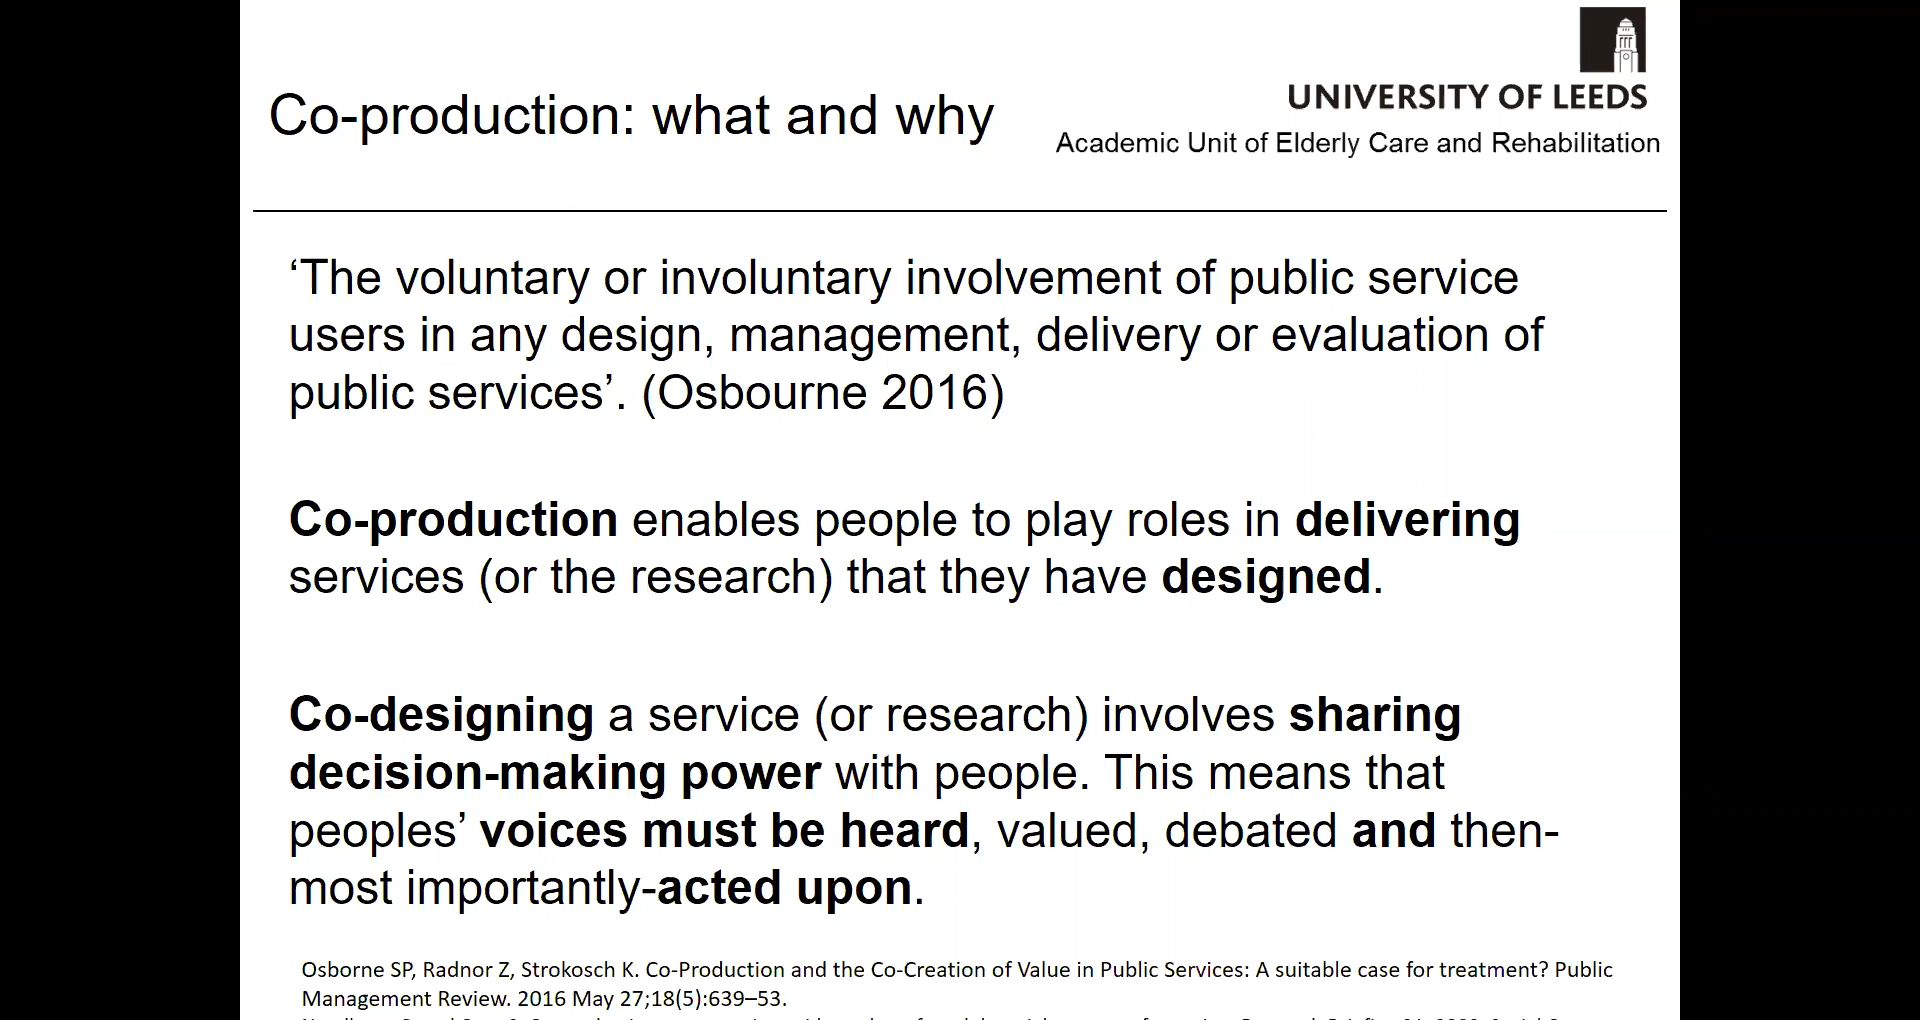 Co-production: what and why
UNIVERSITY OF LEEDS
Academic Unit of Elderly Care and Rehabilitation
‘The voluntary or involuntary involvement of public service
users in any design, management, delivery or evaluation of
public services’. (Osbourne 2016)
Co-production enables people to play roles in delivering
services (or the research) that they have designed.
Co-designing a service (or research) involves sharing
decision-making power with people. This means that
peoples’ voices must be heard, valued, debated and then-
most importantly-acted upon.
Osborne SP, Radnor Z, Strokosch K. Co-Production and the Co-Creation of Value in Public Services: A suitable case for treatment? Public
Management Review. 2016 May 27;18(5):639–53.